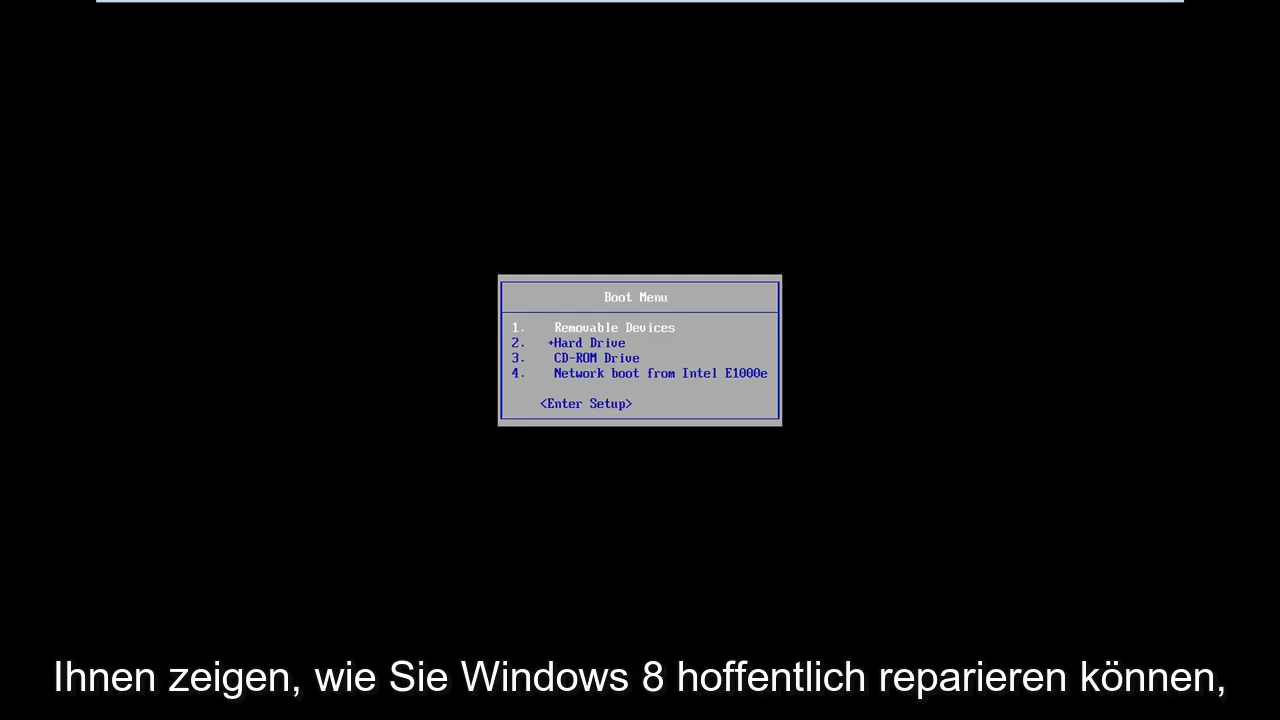 Boot Menu
1. Removable Devices
2. +Hard Drive
3. CD-ROM Drive
4. Network boot from Intel E1000e
<Enter Setup>
Ihnen zeigen, wie Sie Windows 8 hoffentlich reparieren können,